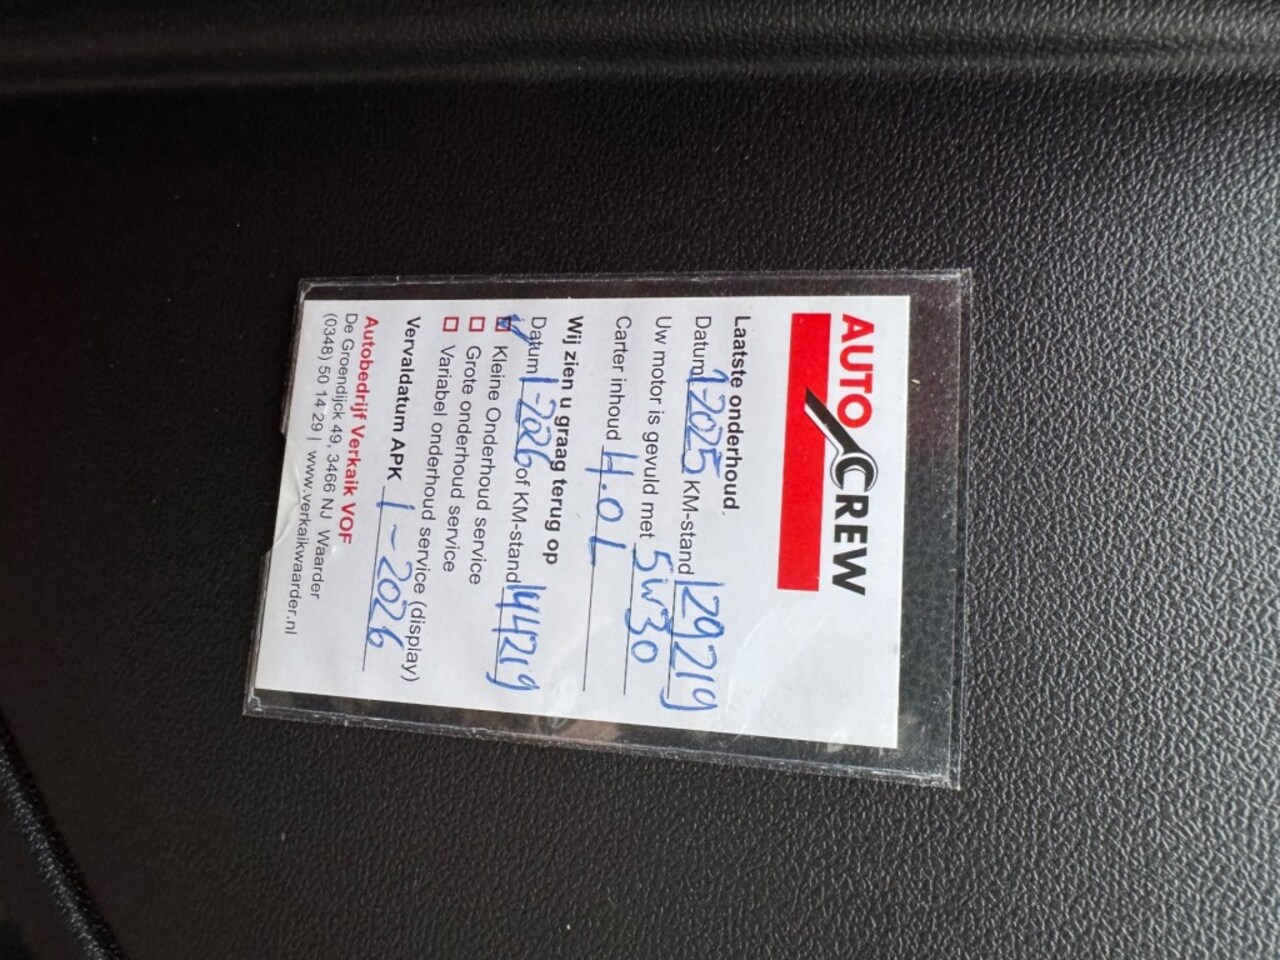 AUTO CREW
Laatste onderhoud.
Datum 1-2025 KM-stand 129219
Uw motor is gevuld met 5W30
Carter inhoud 4.0 L
Wij zien u graag terug op
Datum 1-2026 of KM-stand 144219
Kleine Onderhoud service
Grote onderhoud service
Variabel onderhoud service (display)
Vervaldatum APK 1-2026
Autobedrijf Verkaik VOF
De Groendijck 49, 3466 NJ Waarder
(0348) 50 14 29 | www.verkaikwaarder.nl